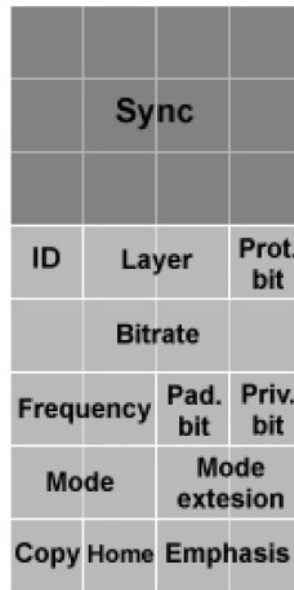 Sync
ID Layer Prot. bit
Bitrate
Frequency Pad. bit Priv. bit
Mode Mode extesion
Copy Home Emphasis